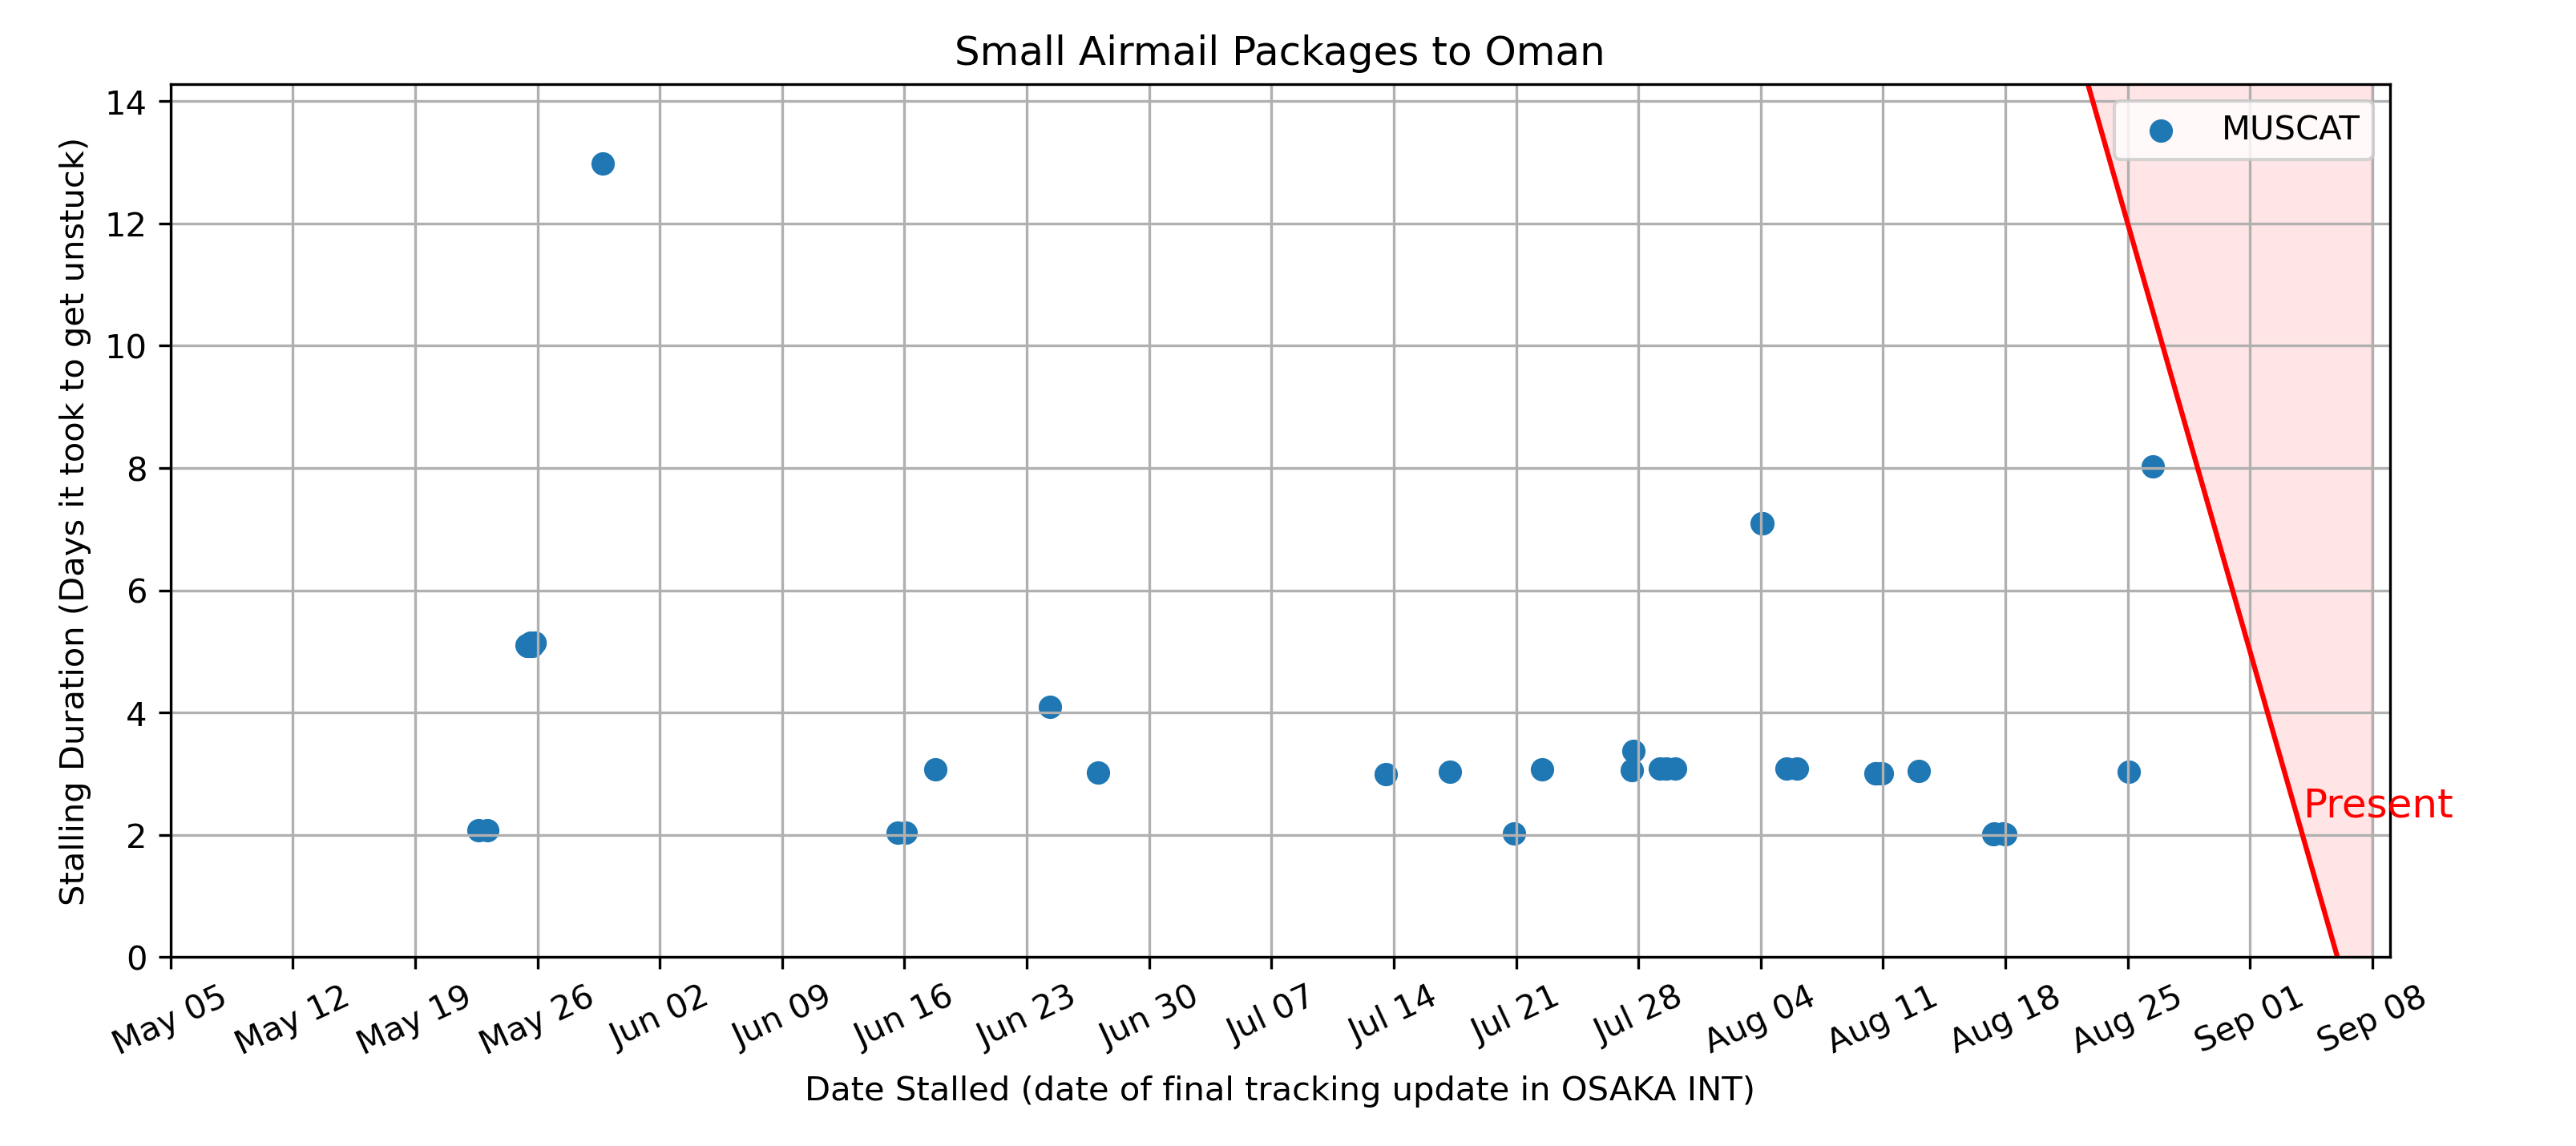 Small Airmail Packages to Oman
MUSCAT
Present
Stalling Duration (Days it took to get unstuck)
14
12
10
8
6
4
2
0
May 05
May 12
May 19
May 26
Jun 02
Jun 09
Jun 16
Jun 23
Jun 30
Jul 07
Jul 14
Jul 21
Jul 28
Aug 04
Aug 11
Aug 18
Aug 25
Sep 01
Sep 08
Date Stalled (date of final tracking update in OSAKA INT)